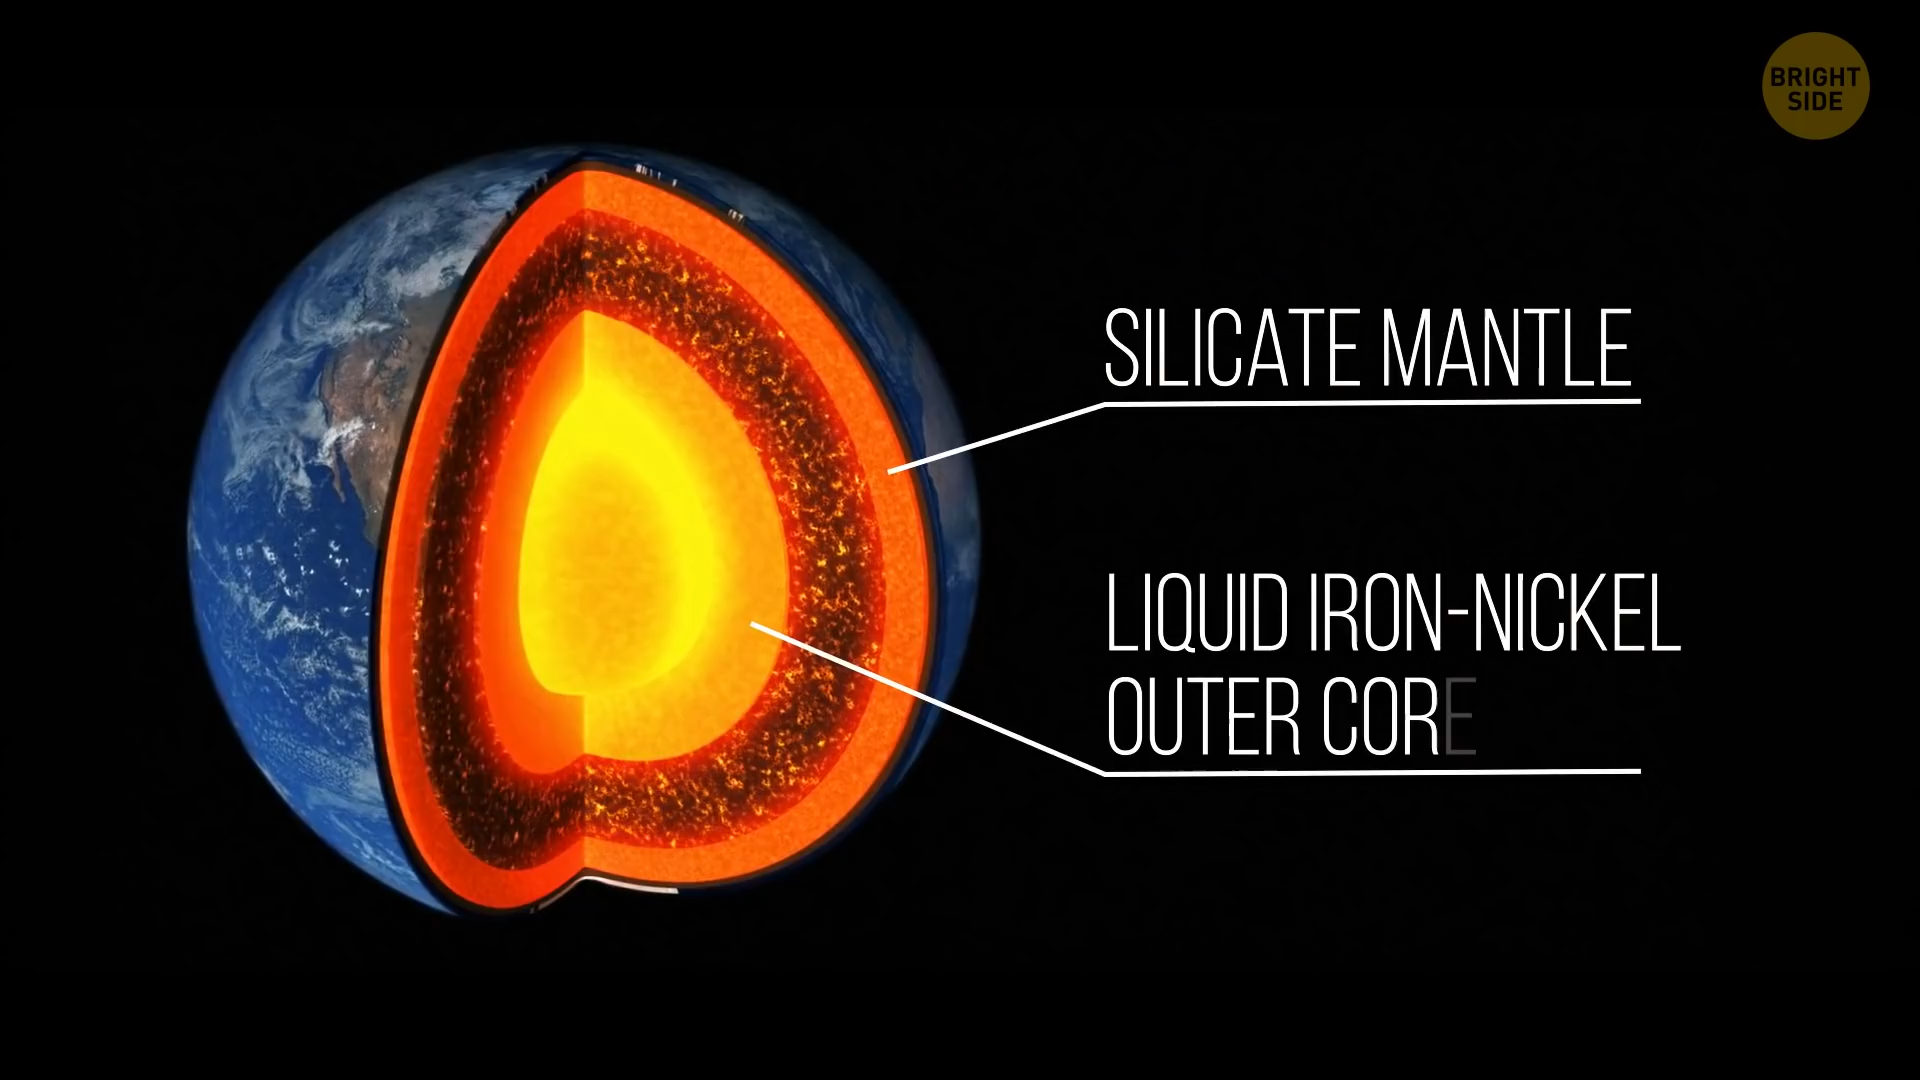 BRIGHT
SIDE
SILICATE MANTLE
LIQUID IRON-NICKEL
OUTER CORE